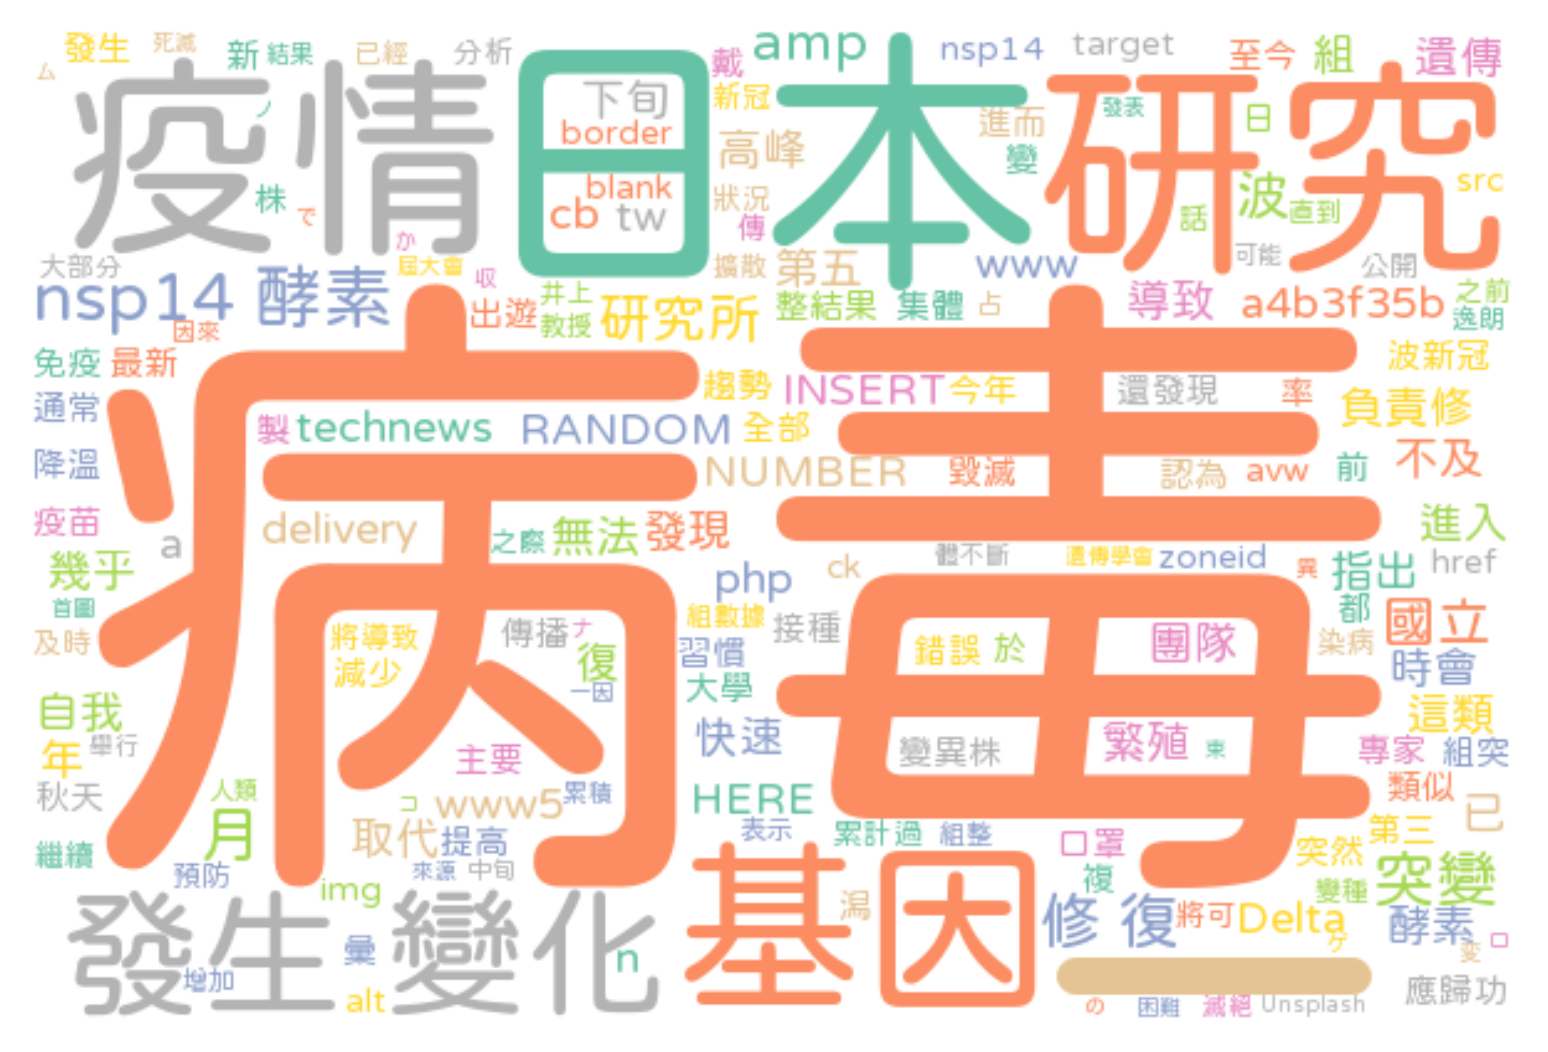 發生 死滅 新 結果 已經 分析 amp nsp14 target 至今 組 遺傳
ム 疫情 日本 研究
下旬 戴 新冠 進而 發表 日
ノ border 高峰 變
株 blank 狀況 波 直到 src
で cb tw 傳 話
か 可能
大部分 屆大會 収 擴散 第五 www 公開
nsp14 酵素 出遊 井上 研究所 整結果 集體 占 導致 a4b3f35b 之前
因來 教授 逸朗
病毒
免疫 最新 趨勢 INSERT 今年 還發現 率 波新冠
通常 製 technews RANDOM 全部 負責修
降溫 NUMBER 毀滅 認為 avw 前 不及
疫苗 a delivery 之際 無法 發現 進入
幾乎 php ck 體不斷 遺傳學會 zoneid 異 指出 href
首圖 組數據 接種 都 國立
及時 將導致 傳播 ナ 習慣 錯誤 於 團隊 染病 時會
減少 復 一因 大學
自我 快速 變異株 繁殖 東 這類
年 舉行 主要 專家 組突
秋天 人類 コ www5 累積 HERE 類似 已
月 取代 提高 表示 累計過 組整 口罩 突然 第三
繼續 預防 來源 中旬 複 變種 突變
img 基因 潟 修 復 將可 Delta 酵素
發生 變化 ケ 変 ロ
彙 n 一
增加 alt の 困難 滅絕 Unsplash 應歸功